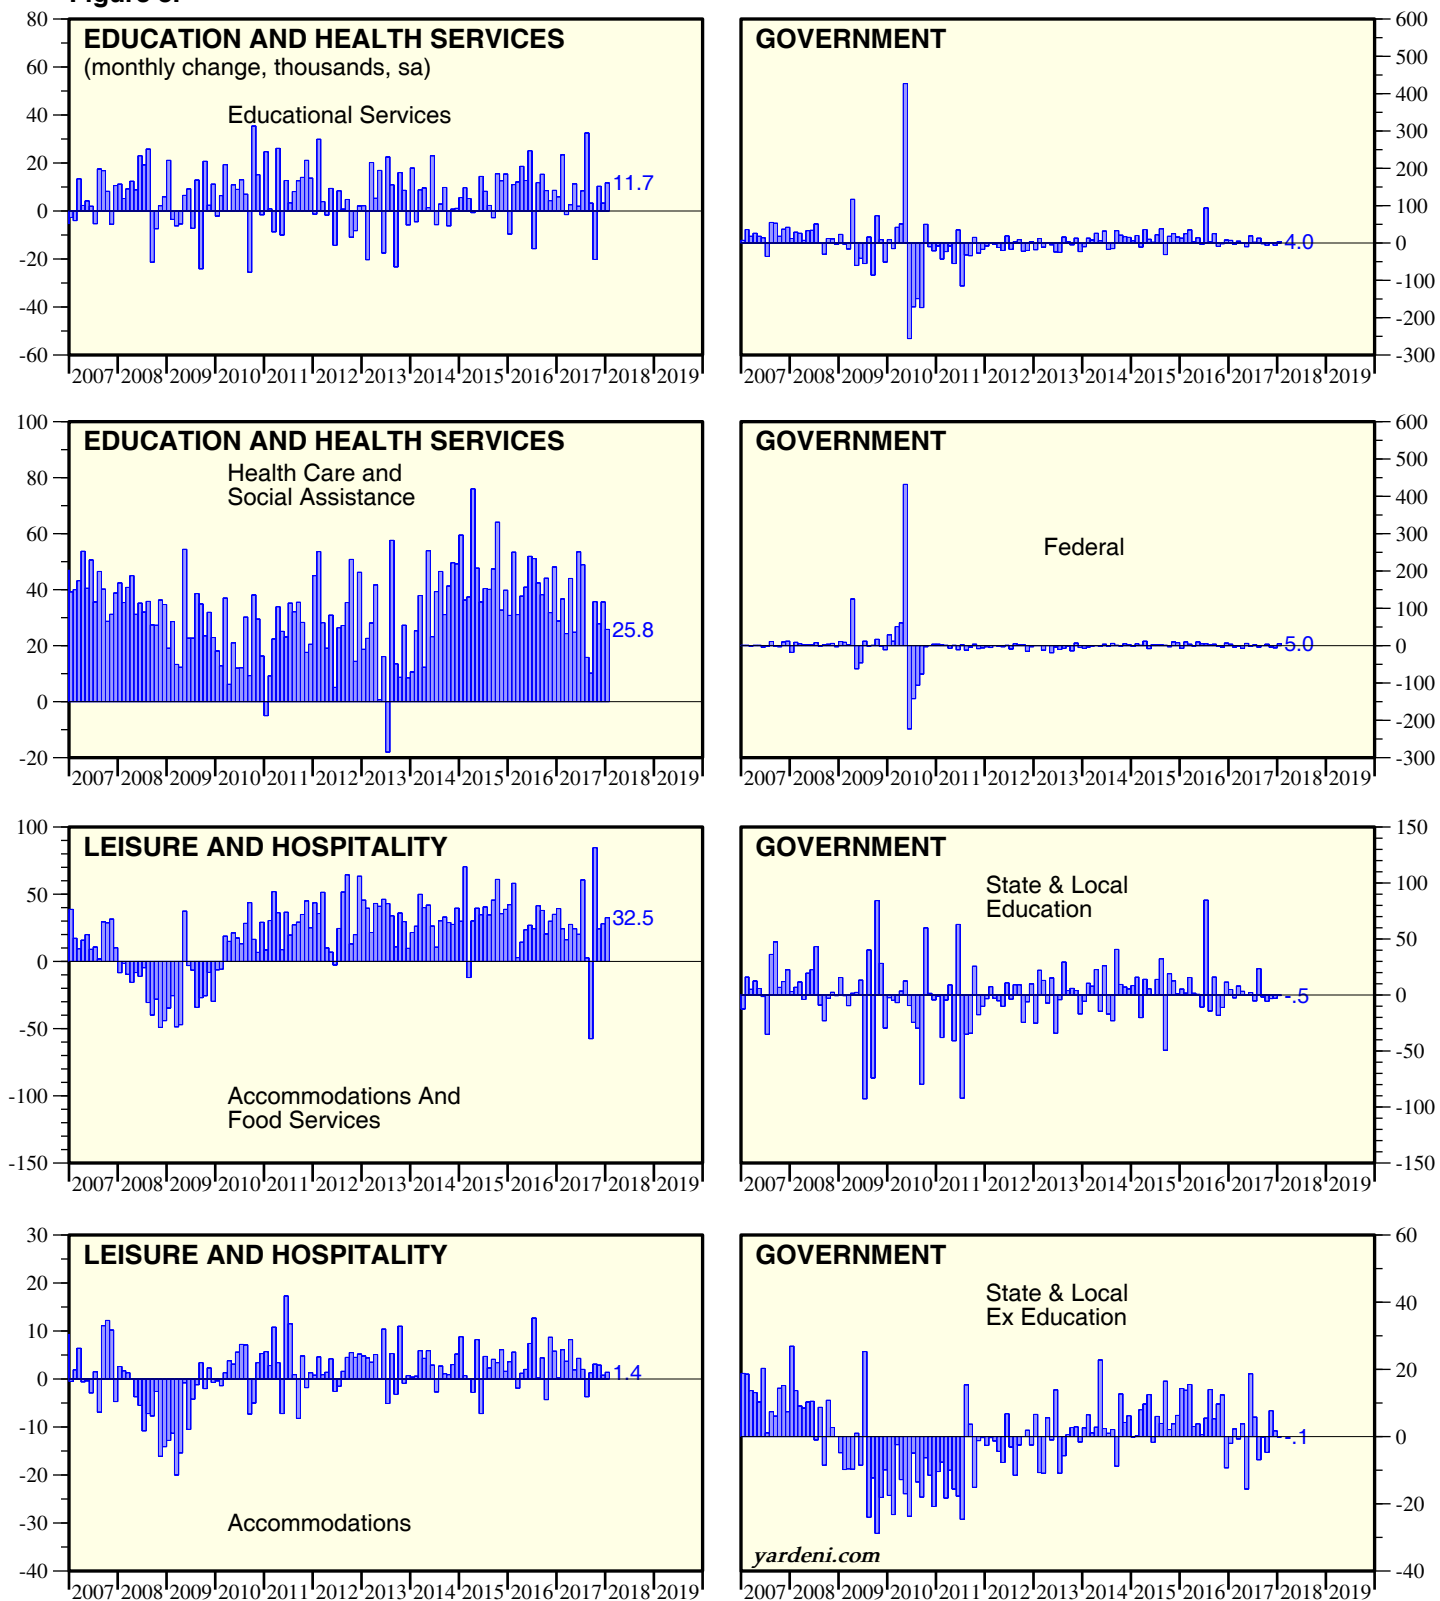 Figure
80
60
40
20
0
-20
-40
-60
EDUCATION AND HEALTH SERVICES
(monthly change, thousands, sa)
Educational Services
11.7
2007 2008 2009 2010 2011 2012 2013 2014 2015 2016 2017 2018 2019
GOVERNMENT
4.0
600
500
400
300
200
100
0
-100
-200
-300
2007 2008 2009 2010 2011 2012 2013 2014 2015 2016 2017 2018 2019
100
80
60
40
20
0
-20
EDUCATION AND HEALTH SERVICES
Health Care and
Social Assistance
25.8
2007 2008 2009 2010 2011 2012 2013 2014 2015 2016 2017 2018 2019
GOVERNMENT
Federal
5.0
600
500
400
300
200
100
0
-100
-200
-300
2007 2008 2009 2010 2011 2012 2013 2014 2015 2016 2017 2018 2019
100
50
0
-50
-100
-150
LEISURE AND HOSPITALITY
32.5
Accommodations And
Food Services
2007 2008 2009 2010 2011 2012 2013 2014 2015 2016 2017 2018 2019
GOVERNMENT
State & Local
Education
-.5
150
100
50
0
-50
-100
-150
2007 2008 2009 2010 2011 2012 2013 2014 2015 2016 2017 2018 2019
30
20
10
0
-10
-20
-30
-40
LEISURE AND HOSPITALITY
1.4
Accommodations
2007 2008 2009 2010 2011 2012 2013 2014 2015 2016 2017 2018 2019
GOVERNMENT
State & Local
Ex Education
-.1
yardeni.com
60
40
20
0
-20
-40
2007 2008 2009 2010 2011 2012 2013 2014 2015 2016 2017 2018 2019